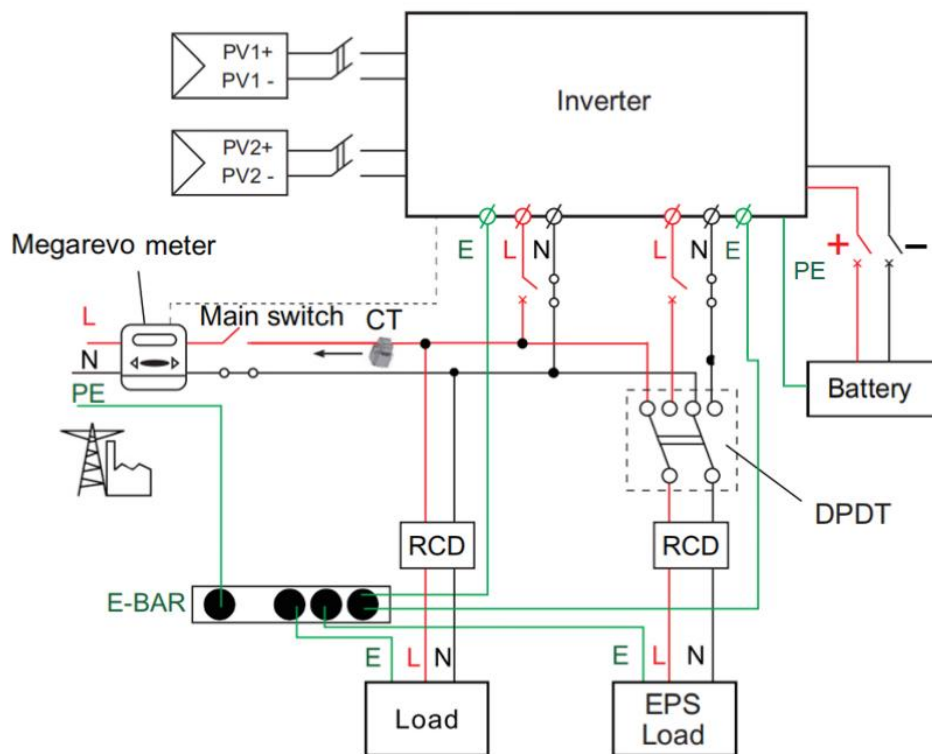 PV1+
PV1 -
Inverter
PV2+
PV2 -
Megarevo meter
E
L
N
L
N
E
PE
+
−
L
Main switch
CT
N
PE
Battery
DPDT
RCD
RCD
E-BAR
E
L
N
E
L
N
Load
EPS
Load